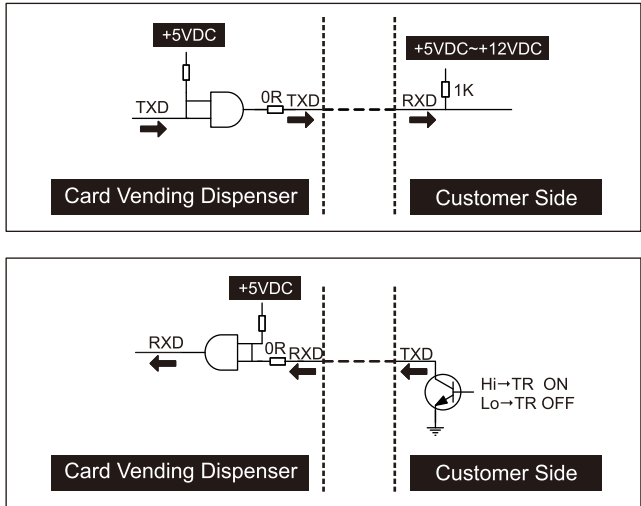 +5VDC
+5VDC~+12VDC
TXD
0R
TXD
RXD
1K
Card Vending Dispenser
Customer Side
+5VDC
RXD
0R
RXD
TXD
Hi→TR ON
Lo→TR OFF
Card Vending Dispenser
Customer Side